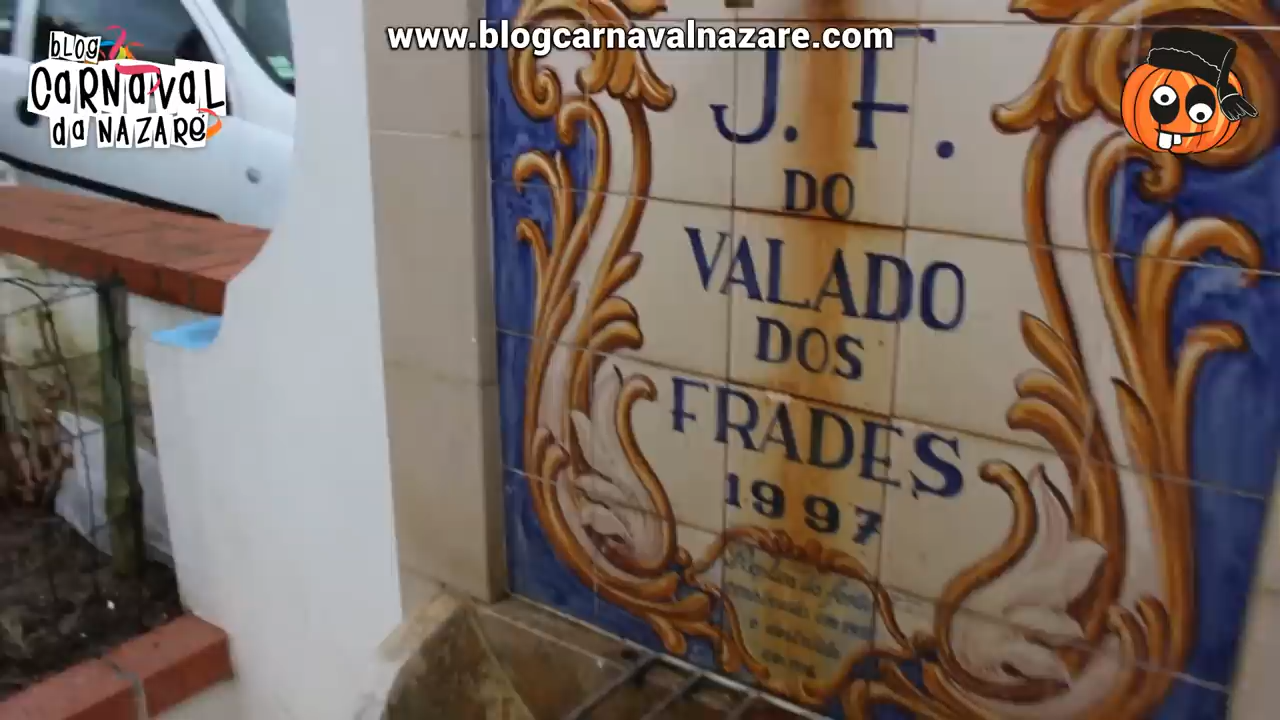 www.blogcarnavalnazare.com
blog
CARNAVAL
da NAZARÉ
J. F.
DO
VALADO
DOS
FRADES
1997